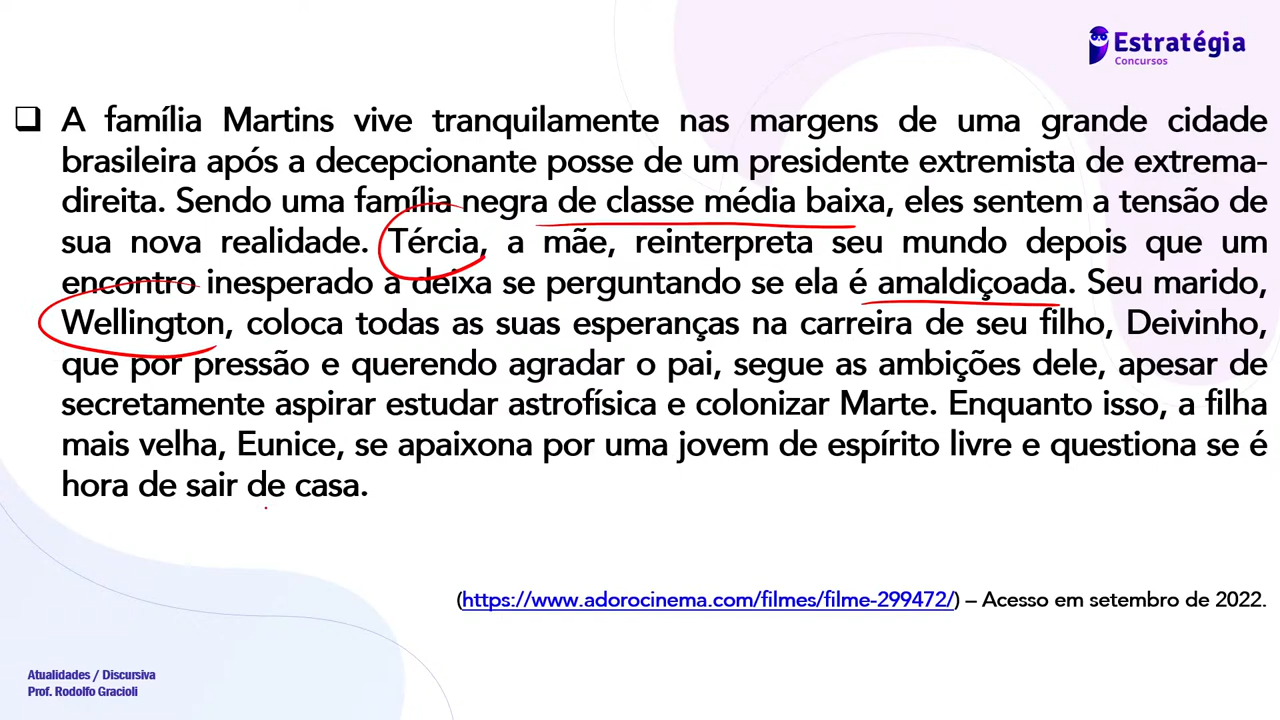 Estratégia
Concursos
A família Martins vive tranquilamente nas margens de uma grande cidade
brasileira após a decepcionante posse de um presidente extremista de extrema-
direita. Sendo uma família negra de classe média baixa, eles sentem a tensão de
sua nova realidade. Tércia, a mãe, reinterpreta seu mundo depois que um
encontro inesperado a deixa se perguntando se ela é amaldiçoada. Seu marido,
Wellington, coloca todas as suas esperanças na carreira de seu filho, Deivinho,
que por pressão e querendo agradar o pai, segue as ambições dele, apesar de
secretamente aspirar estudar astrofísica e colonizar Marte. Enquanto isso, a filha
mais velha, Eunice, se apaixona por uma jovem de espírito livre e questiona se é
hora de sair de casa.
(https://www.adorocinema.com/filmes/filme-299472/) – Acesso em setembro de 2022.
Atualidades / Discursiva
Prof. Rodolfo Gracioli